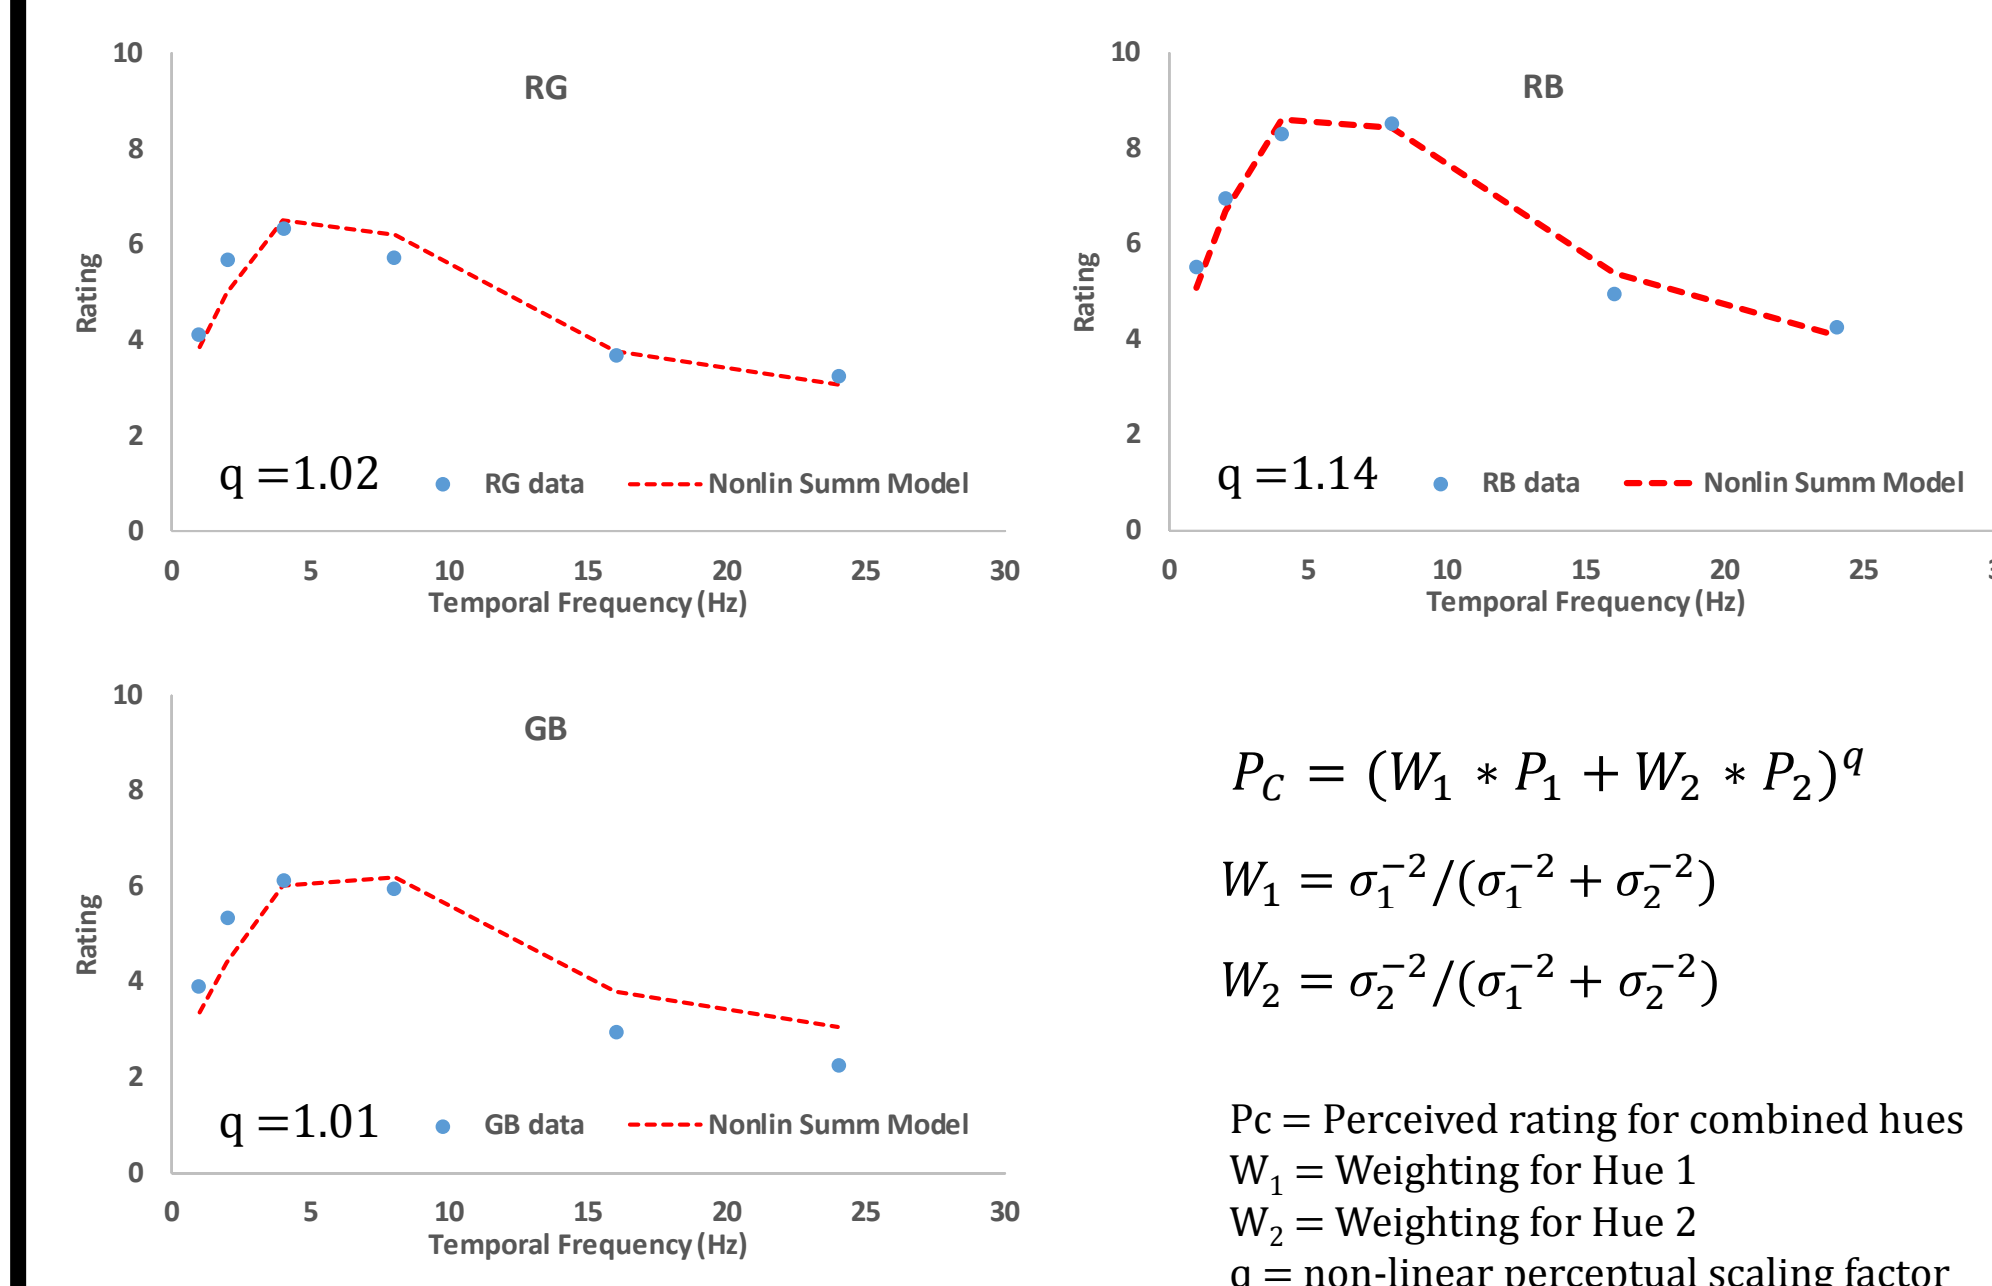 RG
10
8
6
4
2
0
Rating
q =1.02
RG data
Nonlin Summ Model
0 5 10 15 20 25 30
Temporal Frequency (Hz)
RB
10
8
6
4
2
0
Rating
q =1.14
RB data
Nonlin Summ Model
0 5 10 15 20 25
Temporal Frequency (Hz)
GB
10
8
6
4
2
0
Rating
q =1.01
GB data
Nonlin Summ Model
0 5 10 15 20 25 30
Temporal Frequency (Hz)
P_C = (W_1 * P_1 + W_2 * P_2)^q
W_1 = σ_1^{−2}/(σ_1^{−2} + σ_2^{−2})
W_2 = σ_2^{−2}/(σ_1^{−2} + σ_2^{−2})
Pc = Perceived rating for combined hues
W_1 = Weighting for Hue 1
W_2 = Weighting for Hue 2
q = non-linear perceptual scaling factor